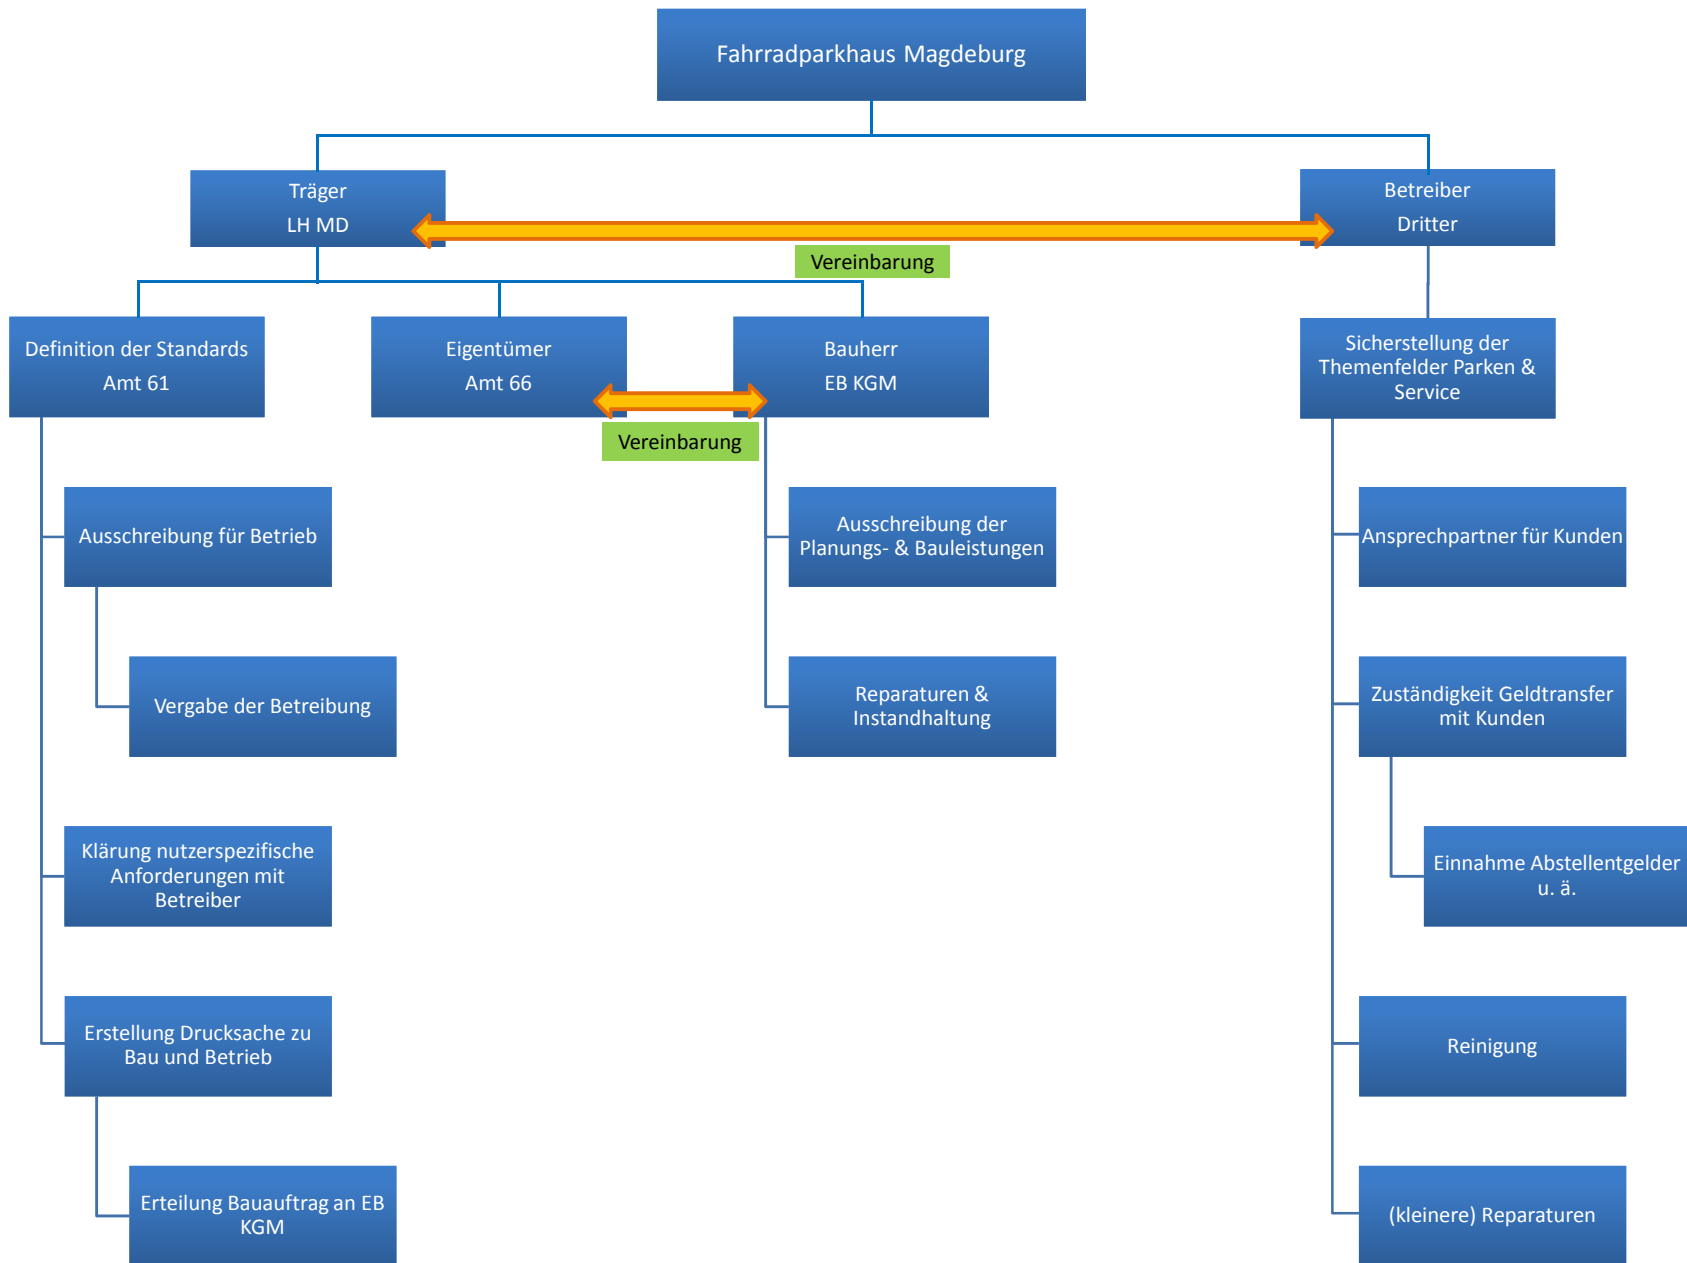 Fahrradparkhaus Magdeburg
Träger
LH MD
Betreiber
Dritter
Vereinbarung
Definition der Standards
Amt 61
Eigentümer
Amt 66
Bauherr
EB KGM
Vereinbarung
Sicherstellung der
Themenfelder Parken &
Service
Ausschreibung für Betrieb
Vergabe der Betreibung
Klärung nutzerspezifische
Anforderungen mit
Betreiber
Erstellung Drucksache zu
Bau und Betrieb
Erteilung Bauauftrag an EB
KGM
Ausschreibung der
Planungs- & Bauleistungen
Reparaturen &
Instandhaltung
Ansprechpartner für Kunden
Zuständigkeit Geldtransfer
mit Kunden
Einnahme Abstellentgelder
u. ä.
Reinigung
(kleinere) Reparaturen